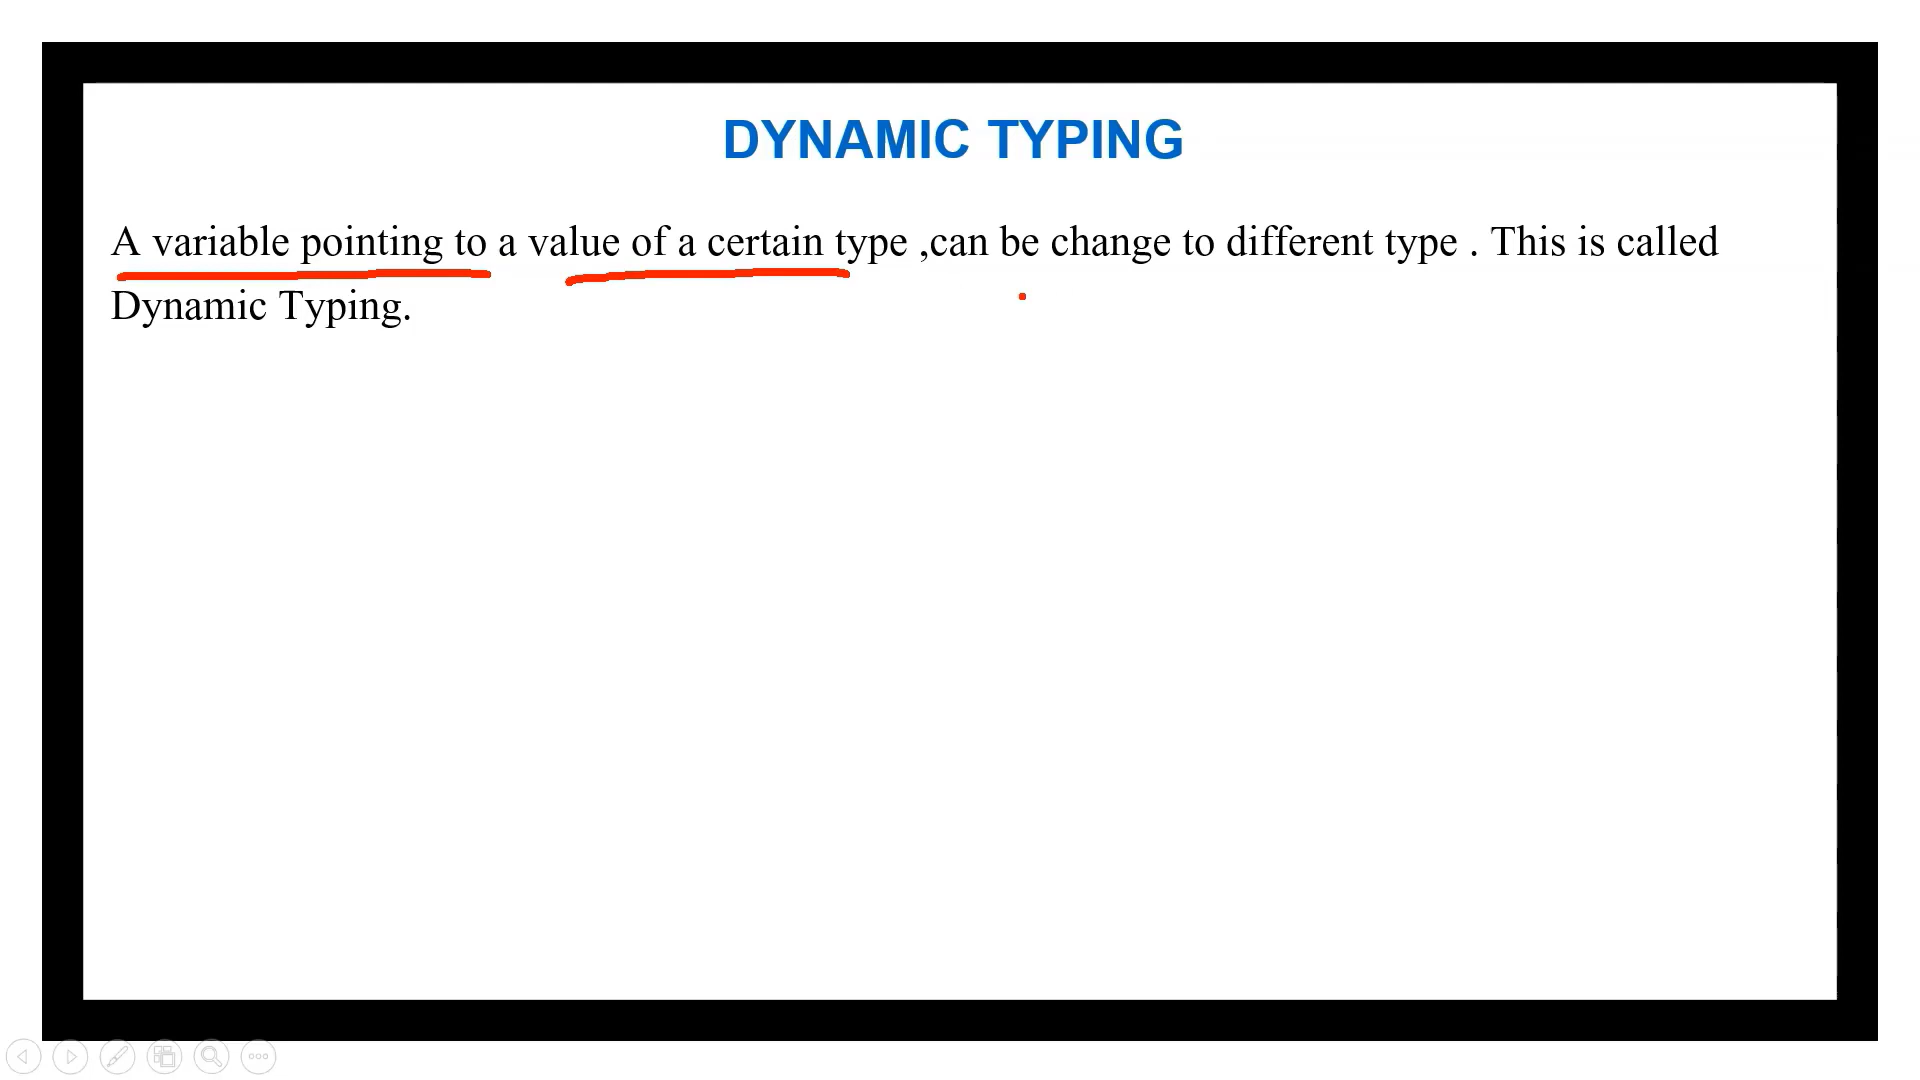 DYNAMIC TYPING
A variable pointing to a value of a certain type ,can be change to different type . This is called
Dynamic Typing.